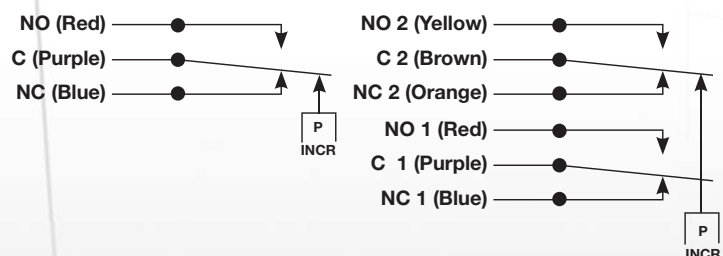 NO (Red)
C (Purple)
NC (Blue)
P
INCR
NO 2 (Yellow)
C 2 (Brown)
NC 2 (Orange)
NO 1 (Red)
C 1 (Purple)
NC 1 (Blue)
P
INCR